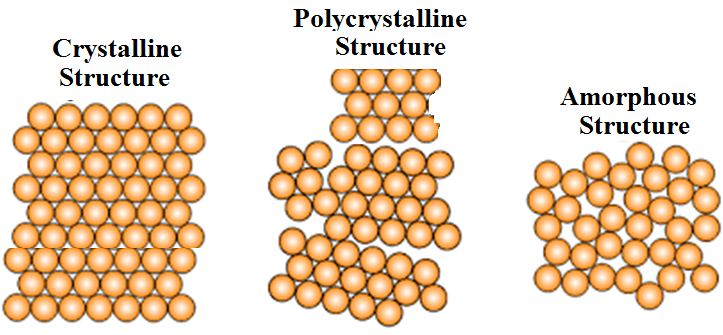 Crystalline
Structure
Polycrystalline
Structure
Amorphous
Structure